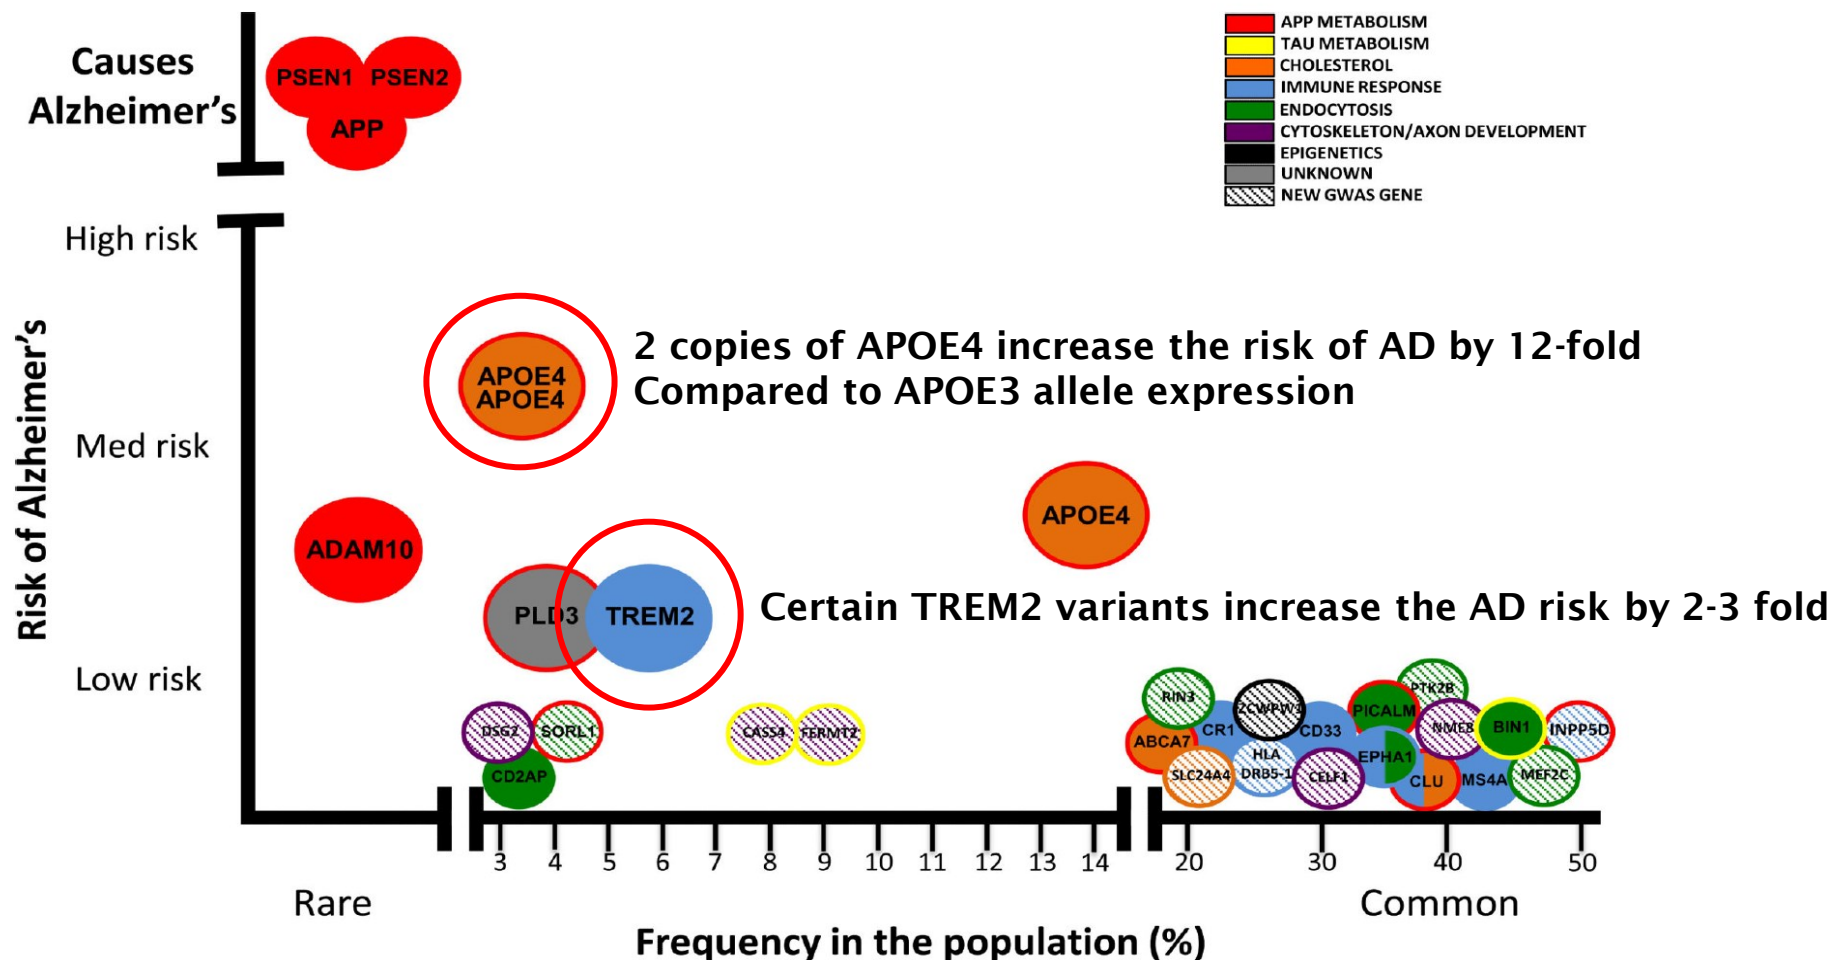 Causes
Alzheimer's
PSEN1 PSEN2
APP
APP METABOLISM
TAU METABOLISM
CHOLESTEROL
IMMUNE RESPONSE
ENDOCYTOSIS
CYTOSKELETON/AXON DEVELOPMENT
EPIGENETICS
UNKNOWN
NEW GWAS GENE
High risk
Med risk
Low risk
Risk of Alzheimer's
APOE4
APOE4
2 copies of APOE4 increase the risk of AD by 12-fold
Compared to APOE3 allele expression
APOE4
ADAM10
PLD3
TREM2
Certain TREM2 variants increase the AD risk by 2-3 fold
DSG2
SORL1
CD2AP
CASS4
FERMT2
RIN3
ABCA7
SLC24A4
CR1
ZCWPW1
HLA
DRB5-1
CD33
CELF1
PICALM
EPHA1
PTK2B
NME8
CLU
BIN1
MS4A
INPP5D
MEF2C
3 4 5 6 7 8 9 10 11 12 13 14 20 30 40 50
Rare
Common
Frequency in the population (%)